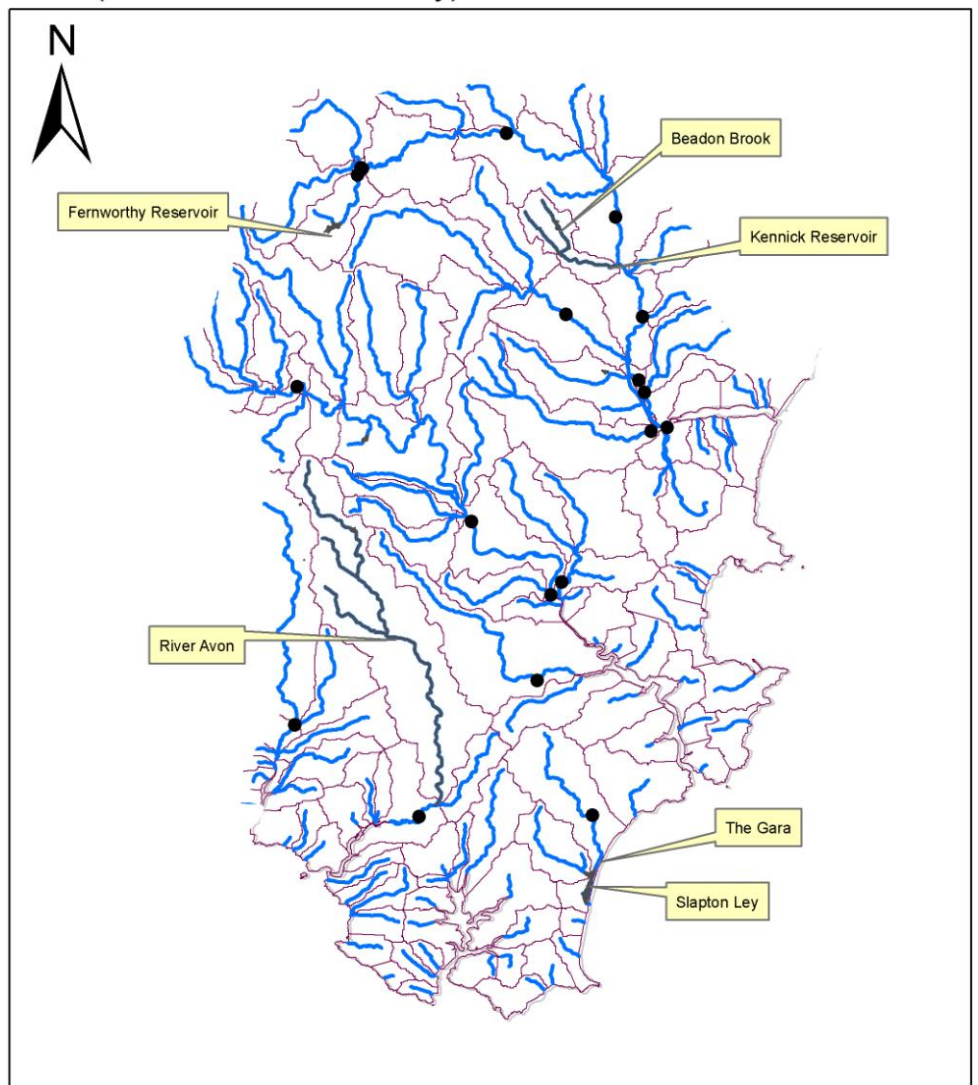 N
Beadon Brook
Fernworthy Reservoir
Kennick Reservoir
River Avon
The Gara
Slapton Ley